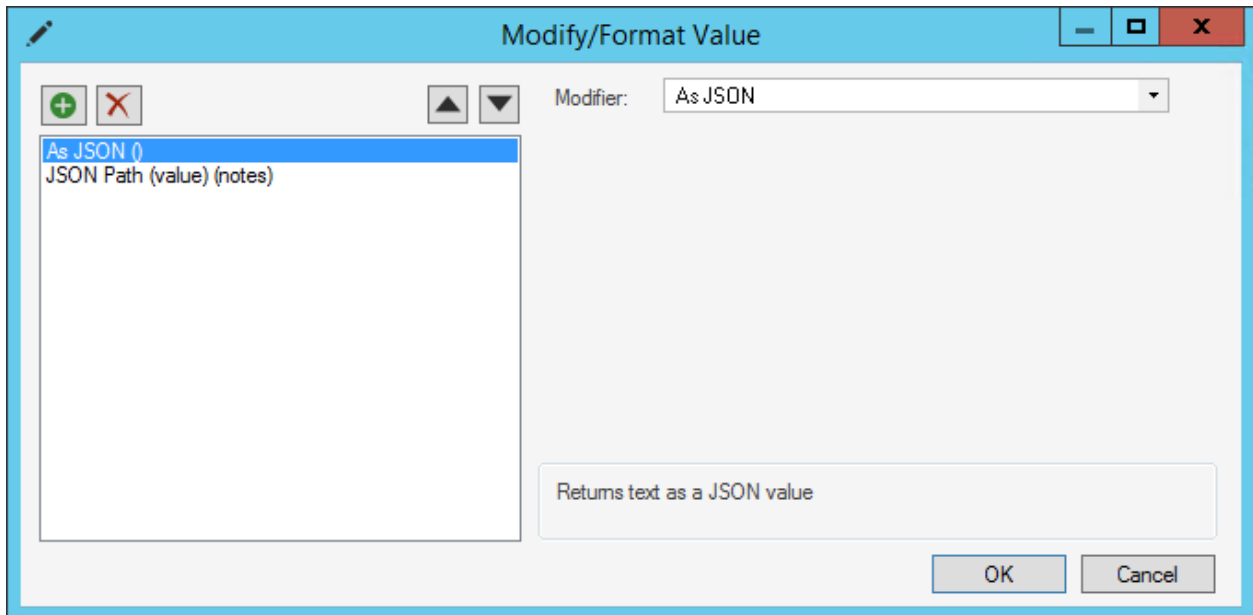 Modify/Format Value
Modifier:
As JSON
As JSON ()
JSON Path (value) (notes)
Returns text as a JSON value
OK
Cancel